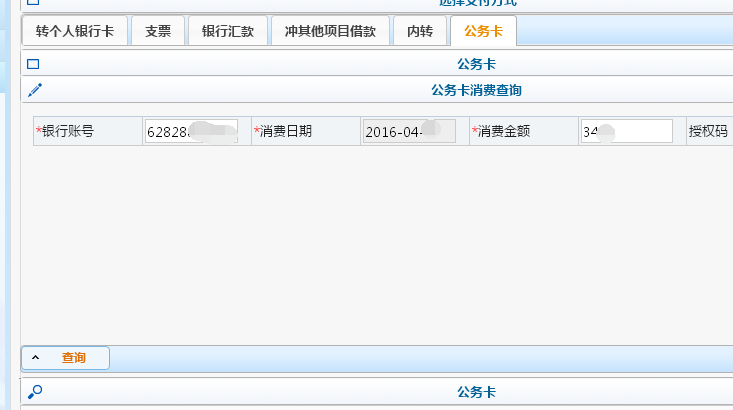 选择支付方式
转个人银行卡 支票 银行汇款 冲其他项目借款 内转 公务卡
公务卡
公务卡消费查询
*银行账号 62828 *消费日期 2016-04- *消费金额 34 授权码
查询
公务卡